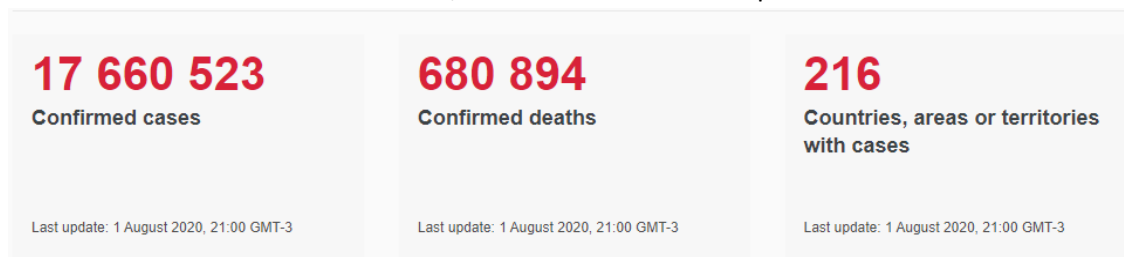 17 660 523
Confirmed cases
Last update: 1 August 2020, 21:00 GMT-3
680 894
Confirmed deaths
Last update: 1 August 2020, 21:00 GMT-3
216
Countries, areas or territories
with cases
Last update: 1 August 2020, 21:00 GMT-3